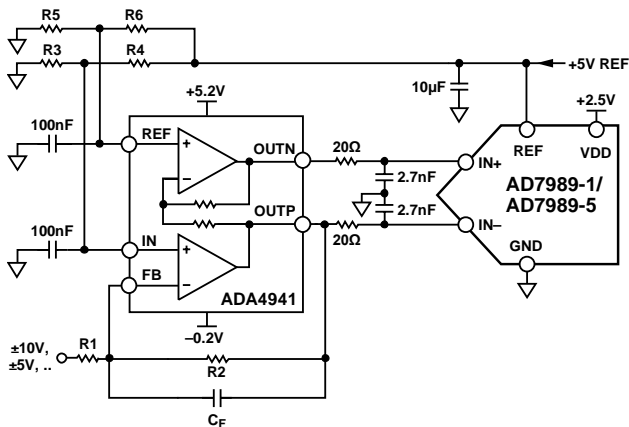 R5
R6
R3
R4
+5V REF
10µF
+5.2V
+2.5V
100nF
REF
OUTN
20Ω
REF
VDD
IN+
2.7nF
AD7989-1/
AD7989-5
2.7nF
OUTP
IN–
100nF
20Ω
IN
GND
FB
ADA4941
–0.2V
±10V,
±5V, ..
R1
R2
CF
+
–
+
–